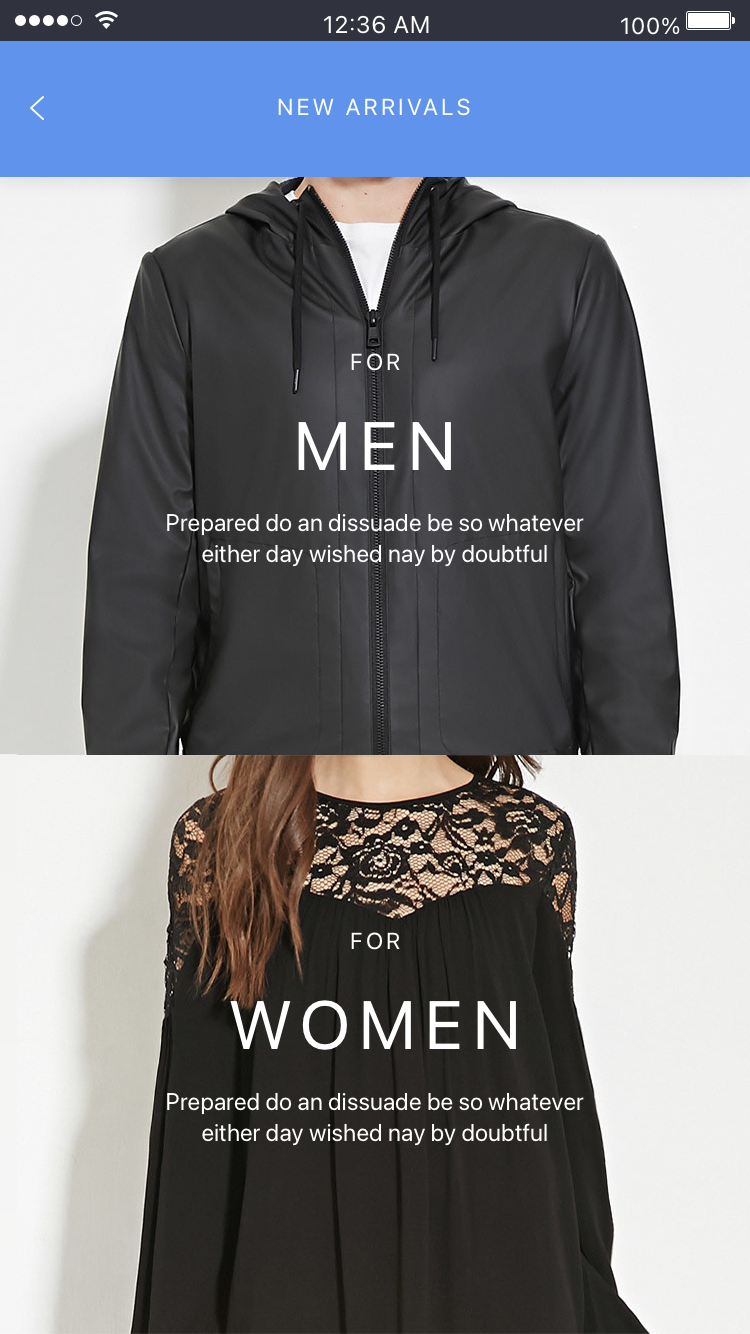 12:36 AM
100%
NEW ARRIVALS
FOR
MEN
Prepared do an dissuade be so whatever
either day wished nay by doubtful
FOR
WOMEN
Prepared do an dissuade be so whatever
either day wished nay by doubtful